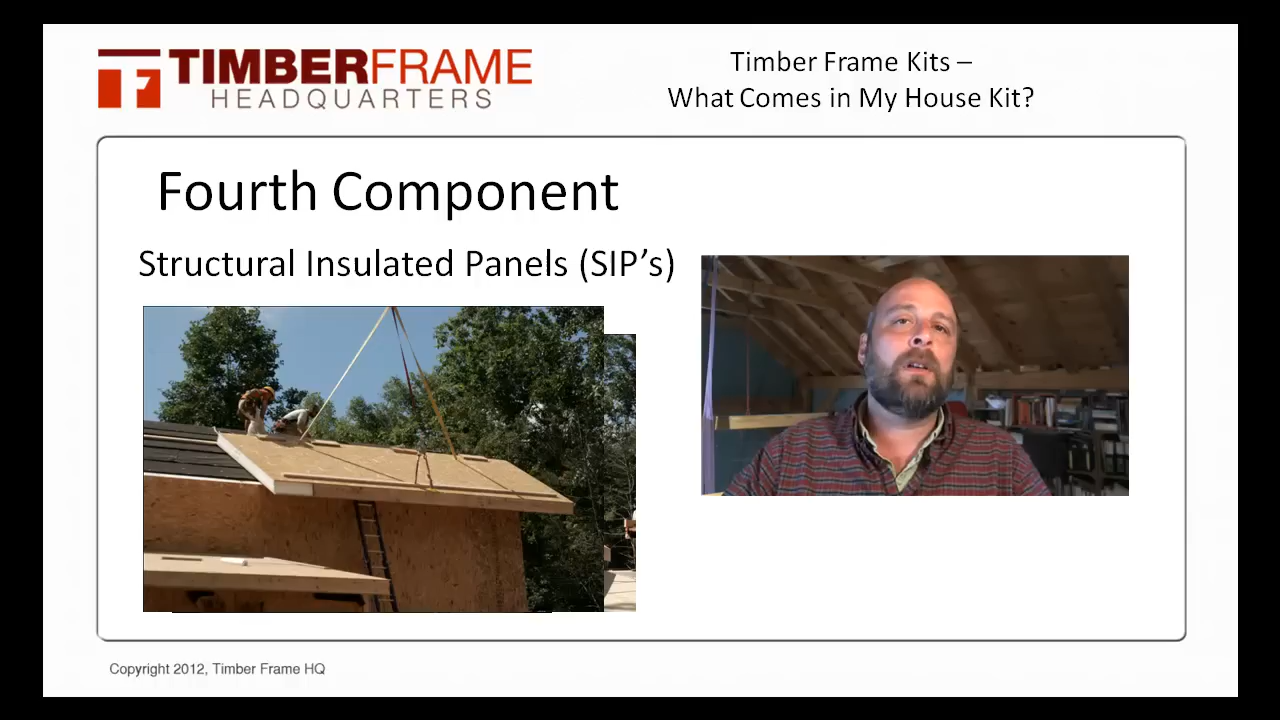 TIMBERFRAME
HEADQUARTERS
Timber Frame Kits –
What Comes in My House Kit?
Fourth Component
Structural Insulated Panels (SIP’s)
Copyright 2012, Timber Frame HQ